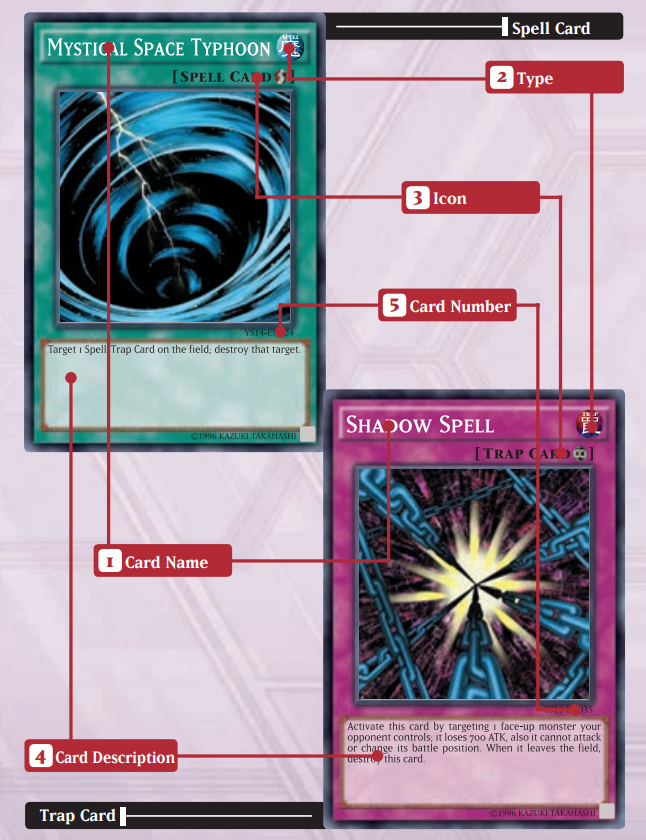 Spell Card
MYSTICAL SPACE TYPHOON
SPELL
[SPELL CARD]
2 Type
3 Icon
5 Card Number
Target 1 Spell/Trap Card on the field; destroy that target.
©1996 KAZUKI TAKAHASHI
SHADOW SPELL
TRAP
[TRAP CARD]
1 Card Name
Activate this card by targeting 1 face-up monster your
opponent controls; it loses 700 ATK, also it cannot attack
or change its battle position. When it leaves the field,
destroy this card.
4 Card Description
©1996 KAZUKI TAKAHASHI
Trap Card